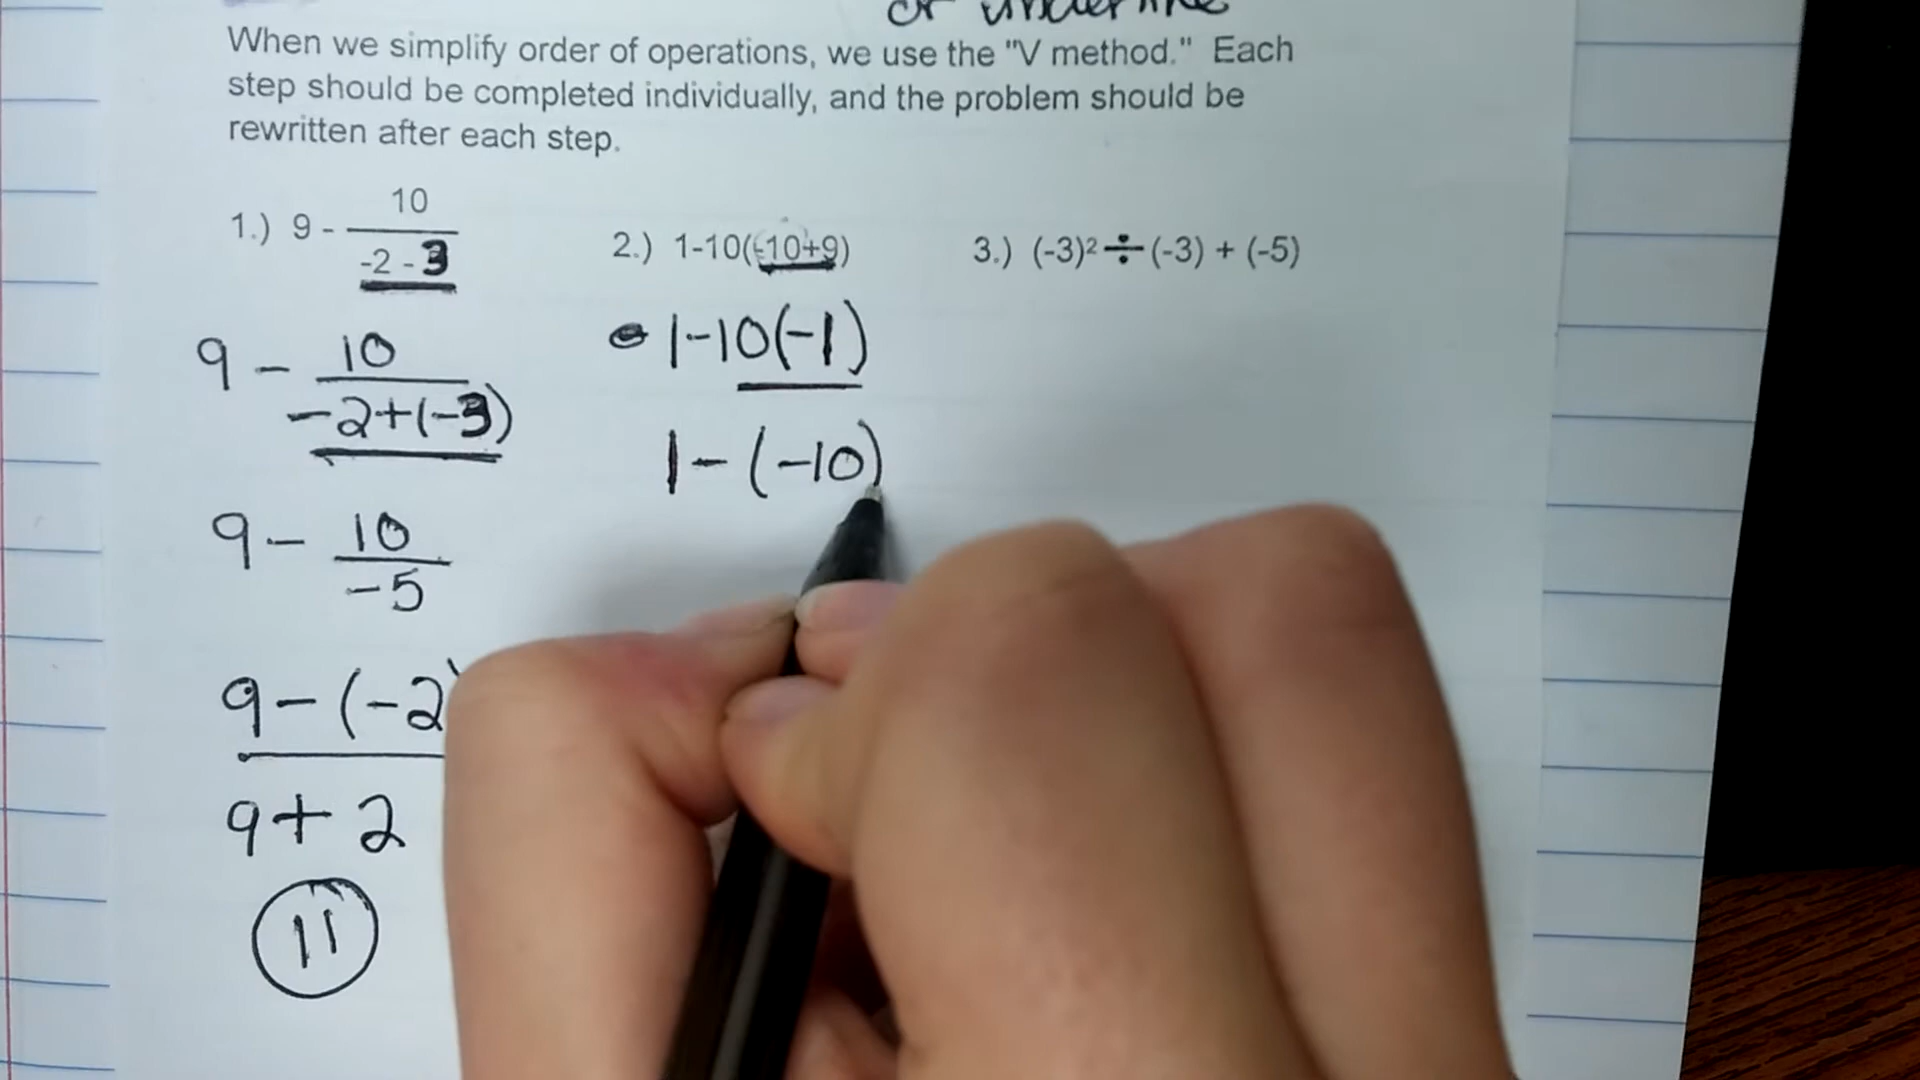 or underline
When we simplify order of operations, we use the "V method." Each
step should be completed individually, and the problem should be
rewritten after each step.
1.) 9 - 10 / -2 - 3
2.) 1-10(-10+9)
3.) (-3)² ÷ (-3) + (-5)
9 - 10 / -2+(-3)
9 - 10 / -5
9 - (-2)
9 + 2
11
1-10(-1)
1-(-10)